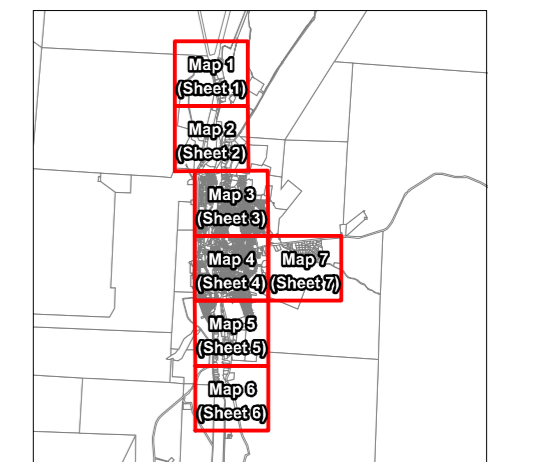 Map 1
(Sheet 1)
Map 2
(Sheet 2)
Map 3
(Sheet 3)
Map 4
(Sheet 4)
Map 7
(Sheet 7)
Map 5
(Sheet 5)
Map 6
(Sheet 6)